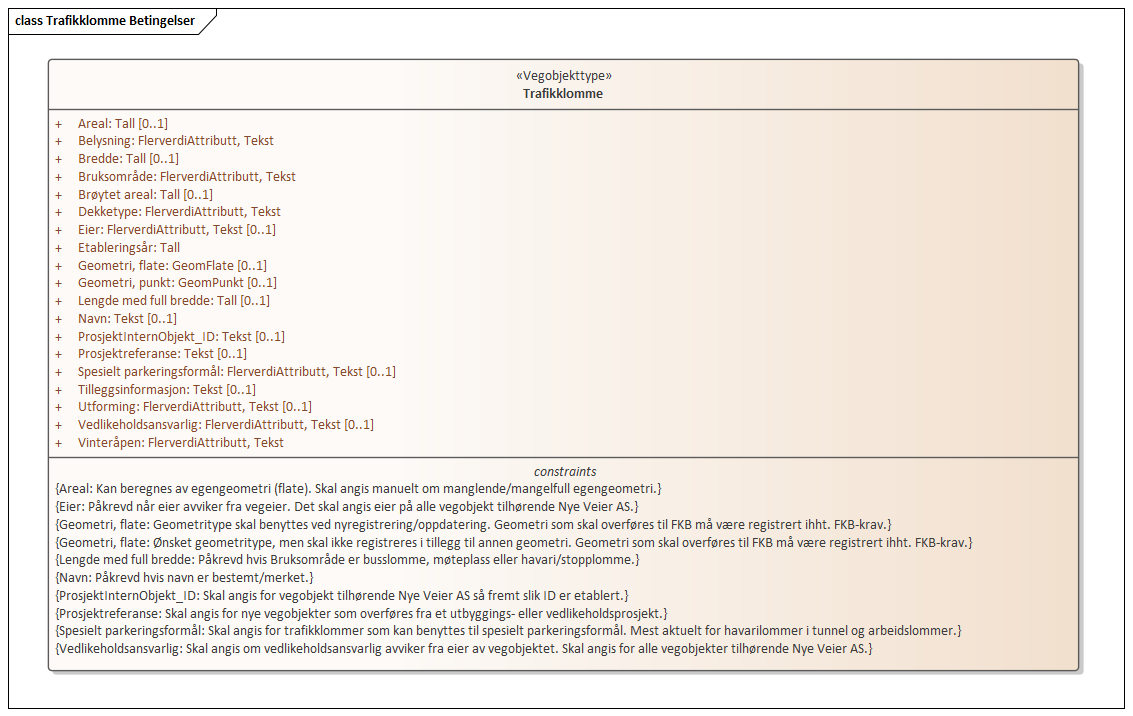 class Trafikklomme Betingelser
«Vegobjekttype»
Trafikklomme
+ Areal: Tall [0..1]
+ Belysning: FlerverdiAttributt, Tekst
+ Bredde: Tall [0..1]
+ Bruksområde: FlerverdiAttributt, Tekst
+ Brøytet areal: Tall [0..1]
+ Dekketype: FlerverdiAttributt, Tekst
+ Eier: FlerverdiAttributt, Tekst [0..1]
+ Etableringsår: Tall
+ Geometri, flate: GeomFlate [0..1]
+ Geometri, punkt: GeomPunkt [0..1]
+ Lengde med full bredde: Tall [0..1]
+ Navn: Tekst [0..1]
+ ProsjektInternObjekt_ID: Tekst [0..1]
+ Prosjektreferanse: Tekst [0..1]
+ Spesielt parkeringsformål: FlerverdiAttributt, Tekst [0..1]
+ Tilleggsinformasjon: Tekst [0..1]
+ Utforming: FlerverdiAttributt, Tekst [0..1]
+ Vedlikeholdsansvarlig: FlerverdiAttributt, Tekst [0..1]
+ Vinteråpen: FlerverdiAttributt, Tekst
constraints
{Areal: Kan beregnes av egengeometri (flate). Skal angis manuelt om manglende/mangelfull egengeometri.}
{Eier: Påkrevd når eier avviker fra vegeier. Det skal angis eier på alle vegobjekt tilhørende Nye Veier AS.}
{Geometri, flate: Geometritype skal benyttes ved nyregistrering/oppdatering. Geometri som skal overføres til FKB må være registrert ihht. FKB-krav.}
{Geometri, flate: Ønsket geometritype, men skal ikke registreres i tillegg til annen geometri. Geometri som skal overføres til FKB må være registrert ihht. FKB-krav.}
{Lengde med full bredde: Påkrevd hvis Bruksområde er busslomme, møteplass eller havari/stopplomme.}
{Navn: Påkrevd hvis navn er bestemt/merket.}
{ProsjektInternObjekt_ID: Skal angis for vegobjekt tilhørende Nye Veier AS så fremt slik ID er etablert.}
{Prosjektreferanse: Skal angis for nye vegobjekter som overføres fra et utbyggings- eller vedlikeholdsprosjekt.}
{Spesielt parkeringsformål: Skal angis for trafikklommer som kan benyttes til spesielt parkeringsformål. Mest aktuelt for havarilommer i tunnel og arbeidslommer.}
{Vedlikeholdsansvarlig: Skal angis om vedlikeholdsansvarlig avviker fra eier av vegobjektet. Skal angis for alle vegobjekter tilhørende Nye Veier AS.}